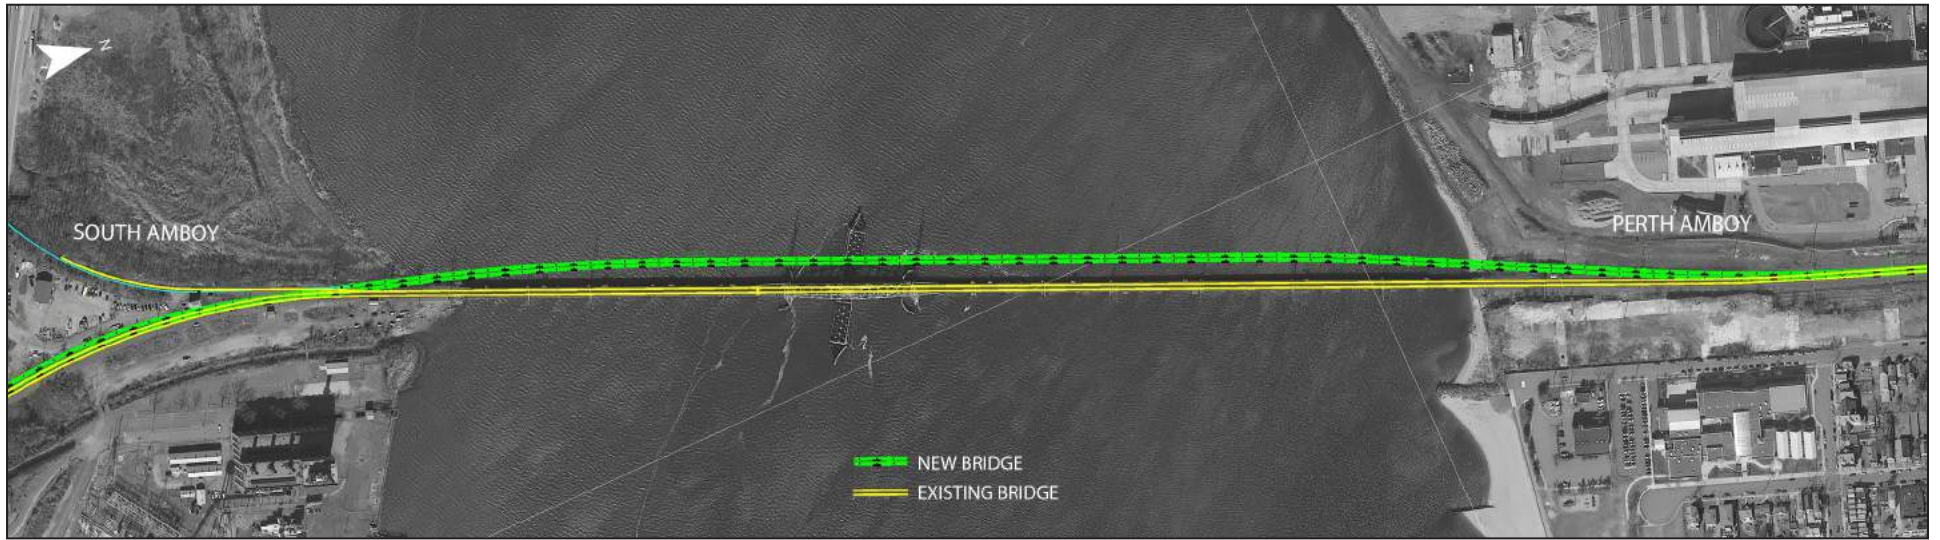 N
SOUTH AMBOY
PERTH AMBOY
NEW BRIDGE
EXISTING BRIDGE